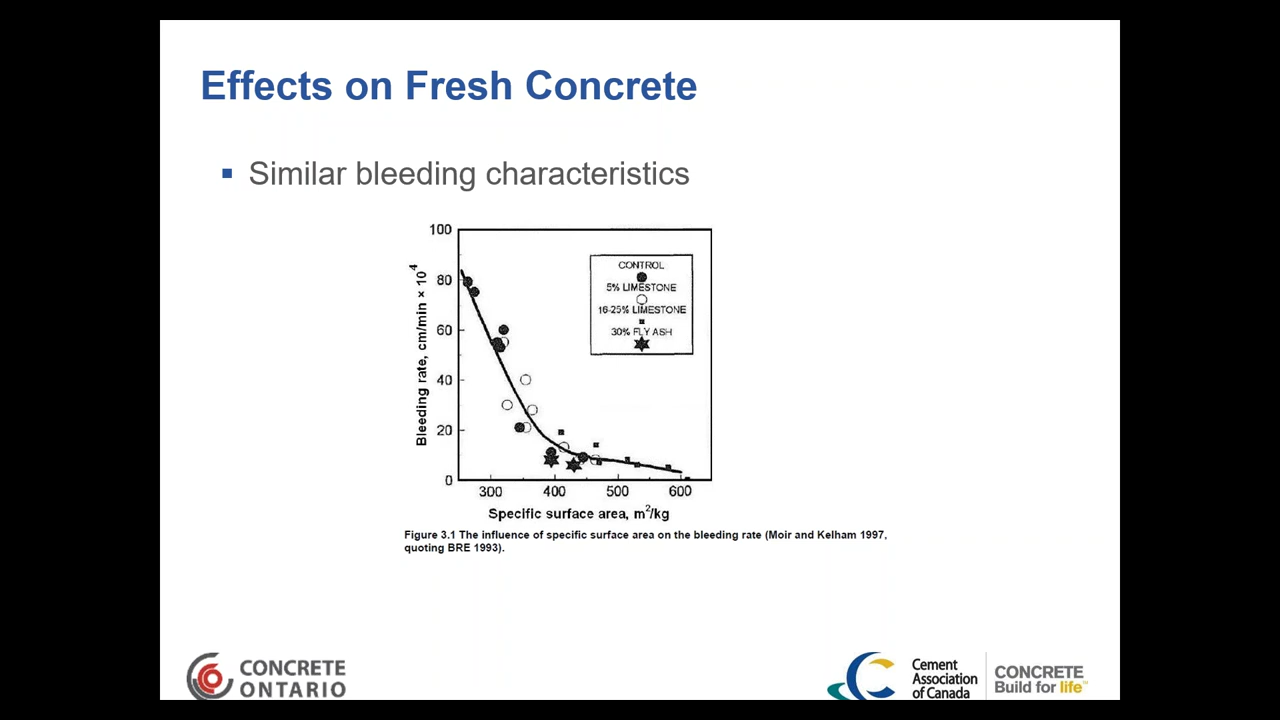 Effects on Fresh Concrete
Similar bleeding characteristics
100
80
60
40
20
0
Bleeding rate, cm/min × 10⁻⁴
CONTROL
5% LIMESTONE
16-25% LIMESTONE
30% FLY ASH
300 400 500 600
Specific surface area, m²/kg
Figure 3.1 The influence of specific surface area on the bleeding rate (Moir and Kelham 1997,
quoting BRE 1993).
CONCRETE
ONTARIO
Cement
Association
of Canada
CONCRETE
Build for life™